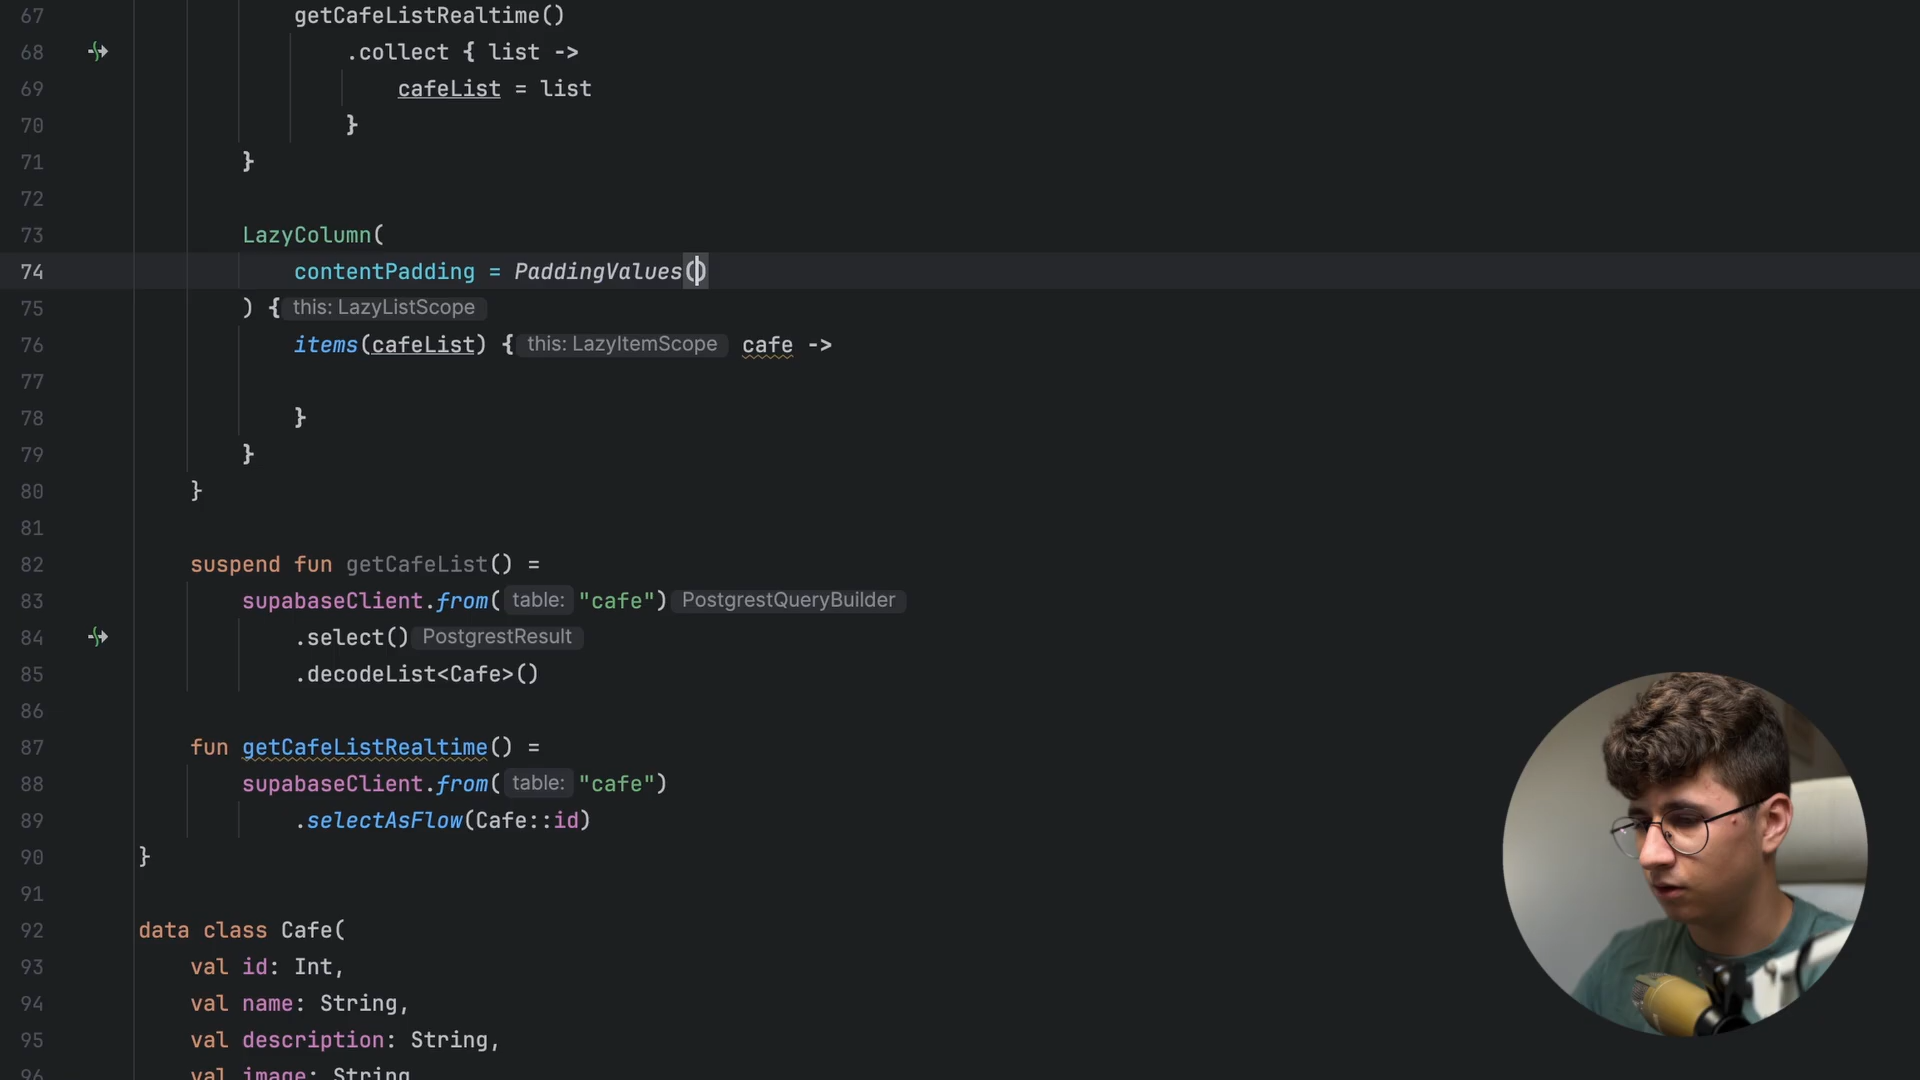 67 getCafeListRealtime()
68 .collect { list ->
69 cafeList = list
70 }
71 }
72
73 LazyColumn(
74 contentPadding = PaddingValues()
75 ) { this: LazyListScope
76 items(cafeList) { this: LazyItemScope cafe ->
77
78 }
79 }
80 }
81
82 suspend fun getCafeList() =
83 supabaseClient.from( table: "cafe") PostgrestQueryBuilder
84 .select() PostgrestResult
85 .decodeList<Cafe>()
86
87 fun getCafeListRealtime() =
88 supabaseClient.from( table: "cafe")
89 .selectAsFlow(Cafe::id)
90 }
91
92 data class Cafe(
93 val id: Int,
94 val name: String,
95 val description: String,
96 val image: String